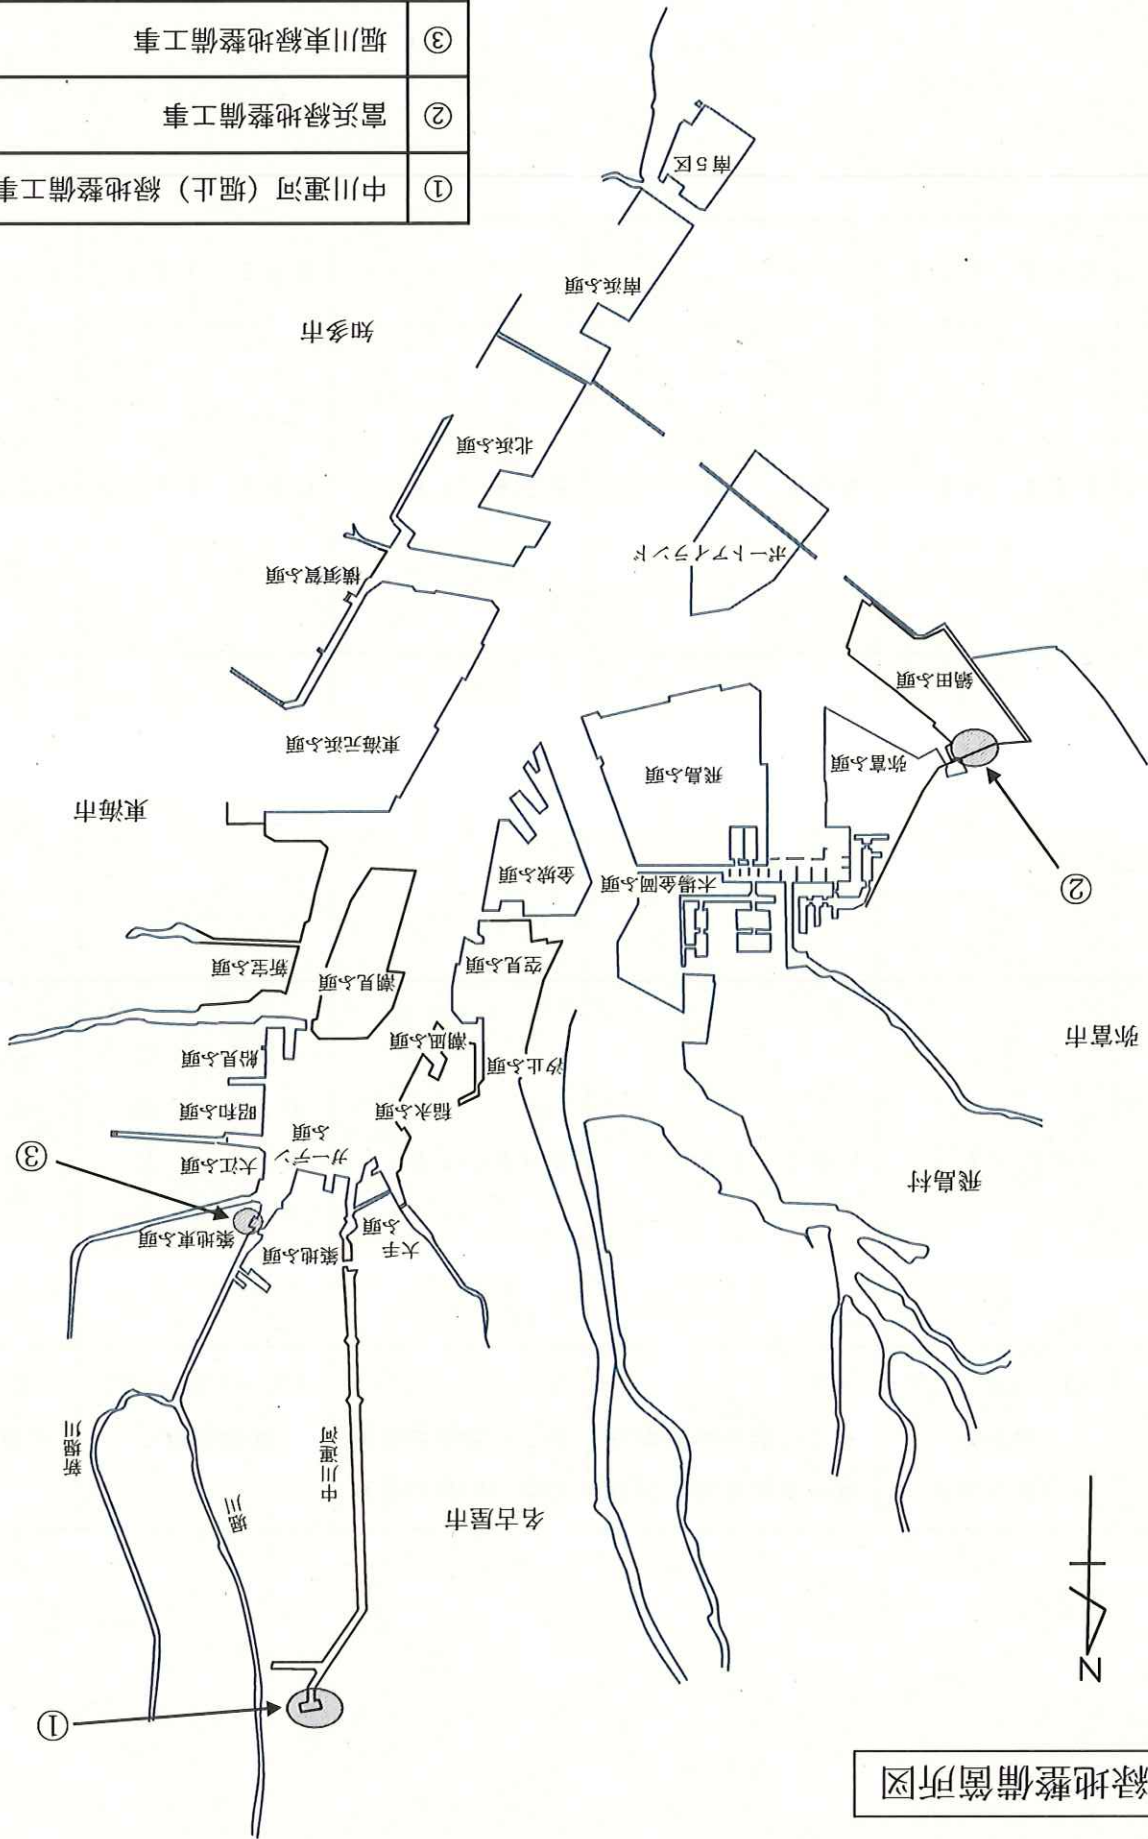 緑地整備箇所図
N
①
中川運河
堀川
新堀川
名古屋市
飛島村
弥富市
東海市
知多市
大手
ふ頭
築地ふ頭
築地東ふ頭
③
ガーデン
ふ頭
大江ふ頭
昭和ふ頭
船見ふ頭
稲永ふ頭
潮凪ふ頭
汐止ふ頭
空見ふ頭
潮見ふ頭
新宝ふ頭
金城ふ頭
木場金岡ふ頭
②
飛島ふ頭
弥富ふ頭
鍋田ふ頭
東海元浜ふ頭
横須賀ふ頭
ポートアイランド
北浜ふ頭
南浜ふ頭
南5区
① 中川運河（堀止）緑地整備工事
② 富浜緑地整備工事
③ 堀川東緑地整備工事